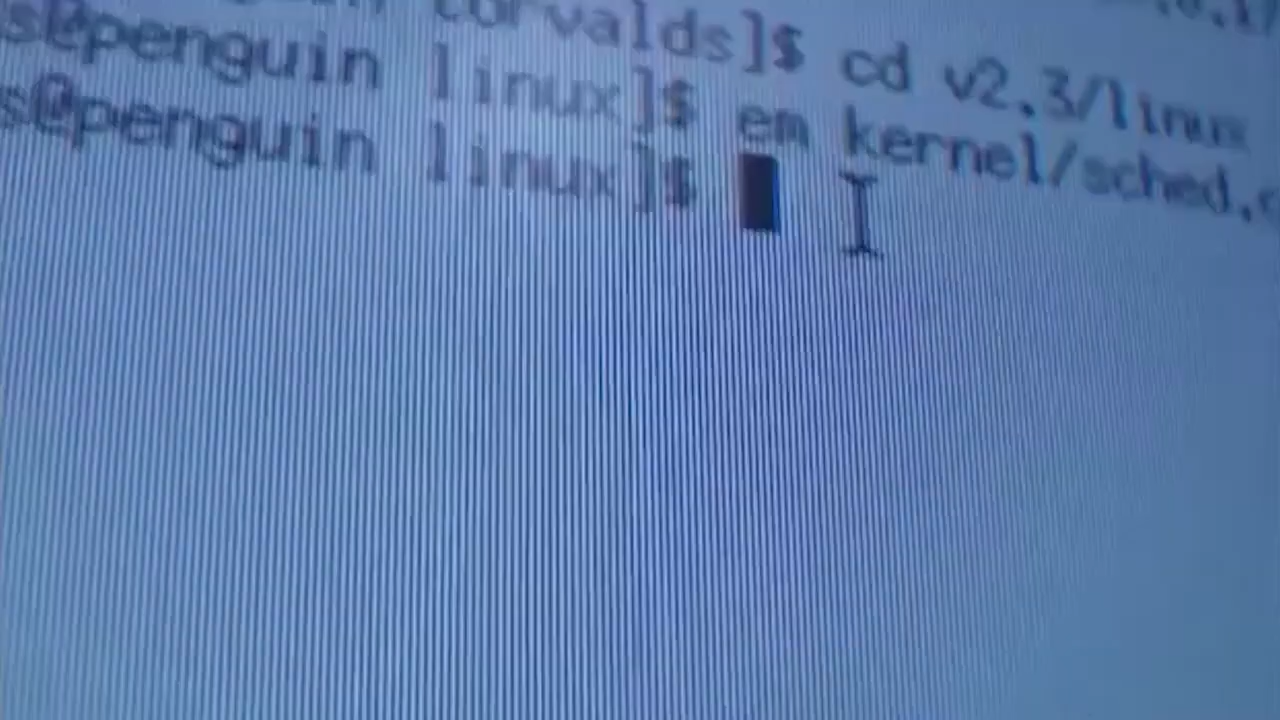 torvalds]$ cd v2.3/linux
s@penguin linux]$ em kernel/sched.c
s@penguin linux]$